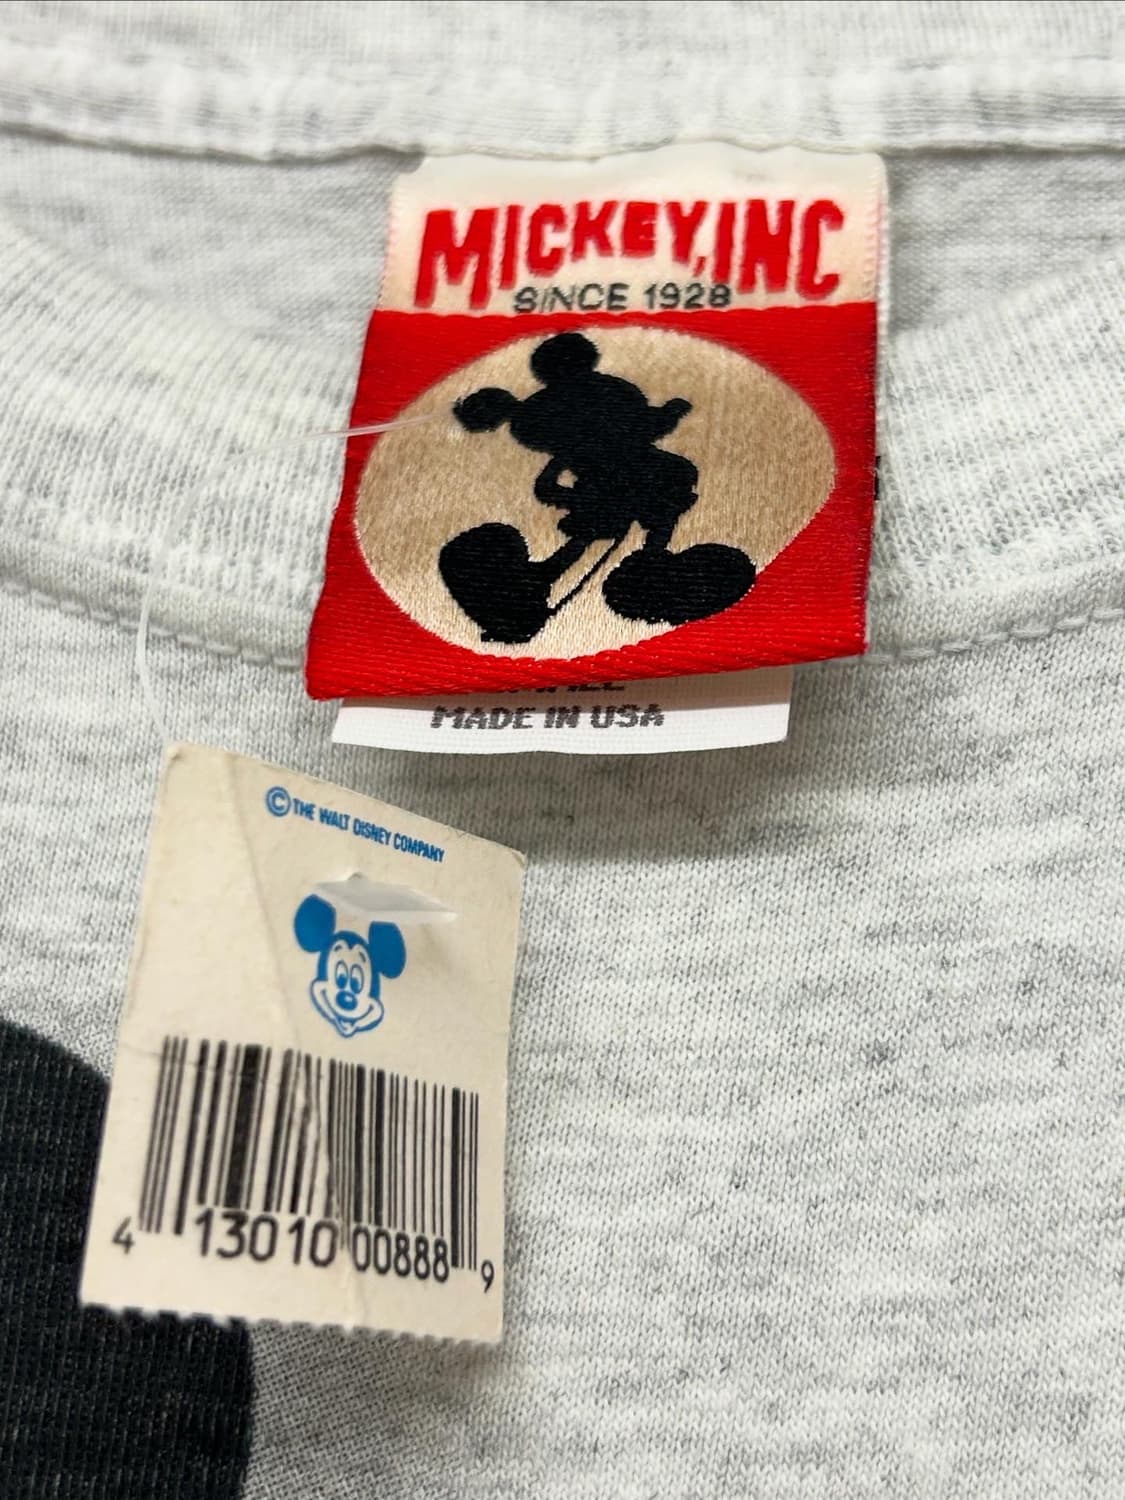 MICKEY, INC
SINCE 1928
MADE IN USA
© THE WALT DISNEY COMPANY
4 13010 00888 9